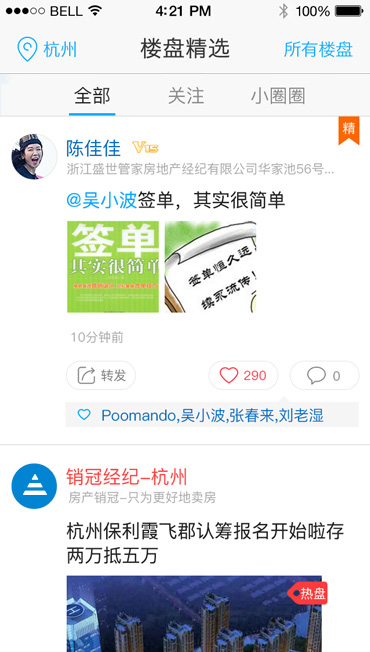 BELL 4:21 PM 100%
杭州 楼盘精选 所有楼盘
全部 关注 小圈圈
精
陈佳佳 V1
浙江盛世管家房地产经纪有限公司华家池56号...
@吴小波签单，其实很简单
签单
其实很简单
签单恒久远
续永流传！
10分钟前
转发 290 0
Poomando,吴小波,张春来,刘老湿
销冠经纪-杭州
房产销冠-只为更好地卖房
杭州保利霞飞郡认筹报名开始啦存
两万抵五万
热盘